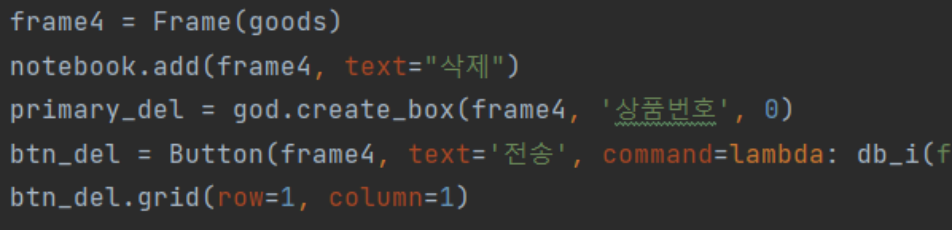 frame4 = Frame(goods)
notebook.add(frame4, text="삭제")
primary_del = god.create_box(frame4, '상품번호', 0)
btn_del = Button(frame4, text='전송', command=lambda: db_i(f
btn_del.grid(row=1, column=1)